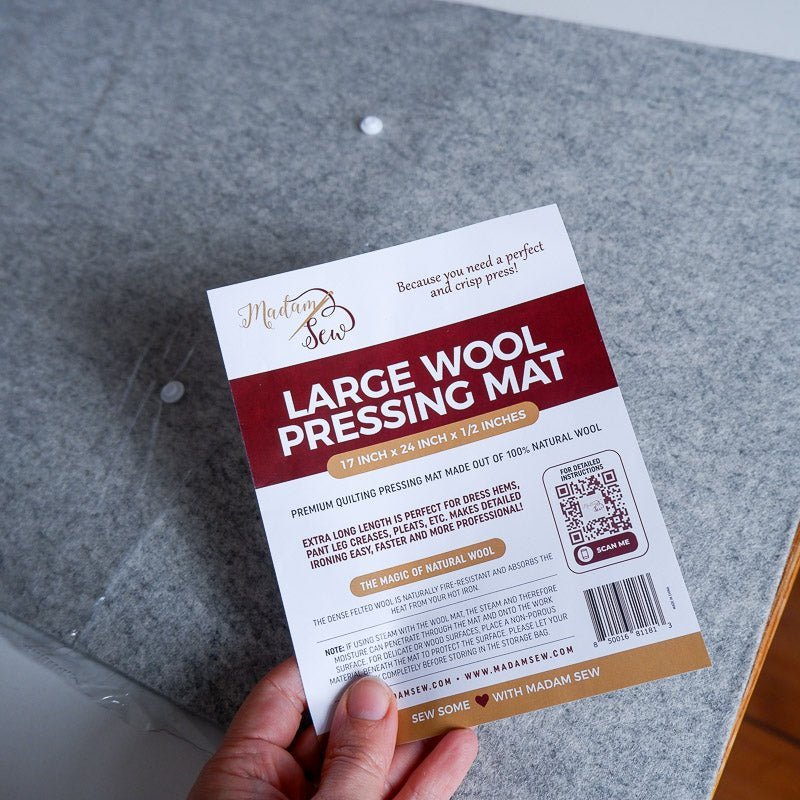 Madam
Sew
Because you need a perfect
and crisp press!
LARGE WOOL
PRESSING MAT
17 INCH x 24 INCH x 1/2 INCHES
PREMIUM QUILTING PRESSING MAT MADE OUT OF 100% NATURAL WOOL
EXTRA LONG LENGTH IS PERFECT FOR DRESS HEMS,
PANT LEG CREASES, PLEATS, ETC. MAKES DETAILED
IRONING EASY, FASTER AND MORE PROFESSIONAL!
FOR DETAILED
INSTRUCTIONS
SCAN ME
THE MAGIC OF NATURAL WOOL
THE DENSE FELTED WOOL IS NATURALLY FIRE-RESISTANT AND ABSORBS THE
HEAT FROM YOUR HOT IRON.
NOTE: IF USING STEAM WITH THE WOOL MAT, THE STEAM AND THEREFORE
MOISTURE CAN PENETRATE THROUGH THE MAT AND ONTO THE WORK
SURFACE. FOR DELICATE OR WOOD SURFACES, PLACE A NON-POROUS
MATERIAL BENEATH THE MAT TO PROTECT THE SURFACE. PLEASE LET YOUR
COMPLETELY BEFORE STORING IN THE STORAGE BAG.
8 50016 81181 3
MADE IN CHINA
.COM • WWW.MADAMSEW.COM
SEW SOME ♥ WITH MADAM SEW